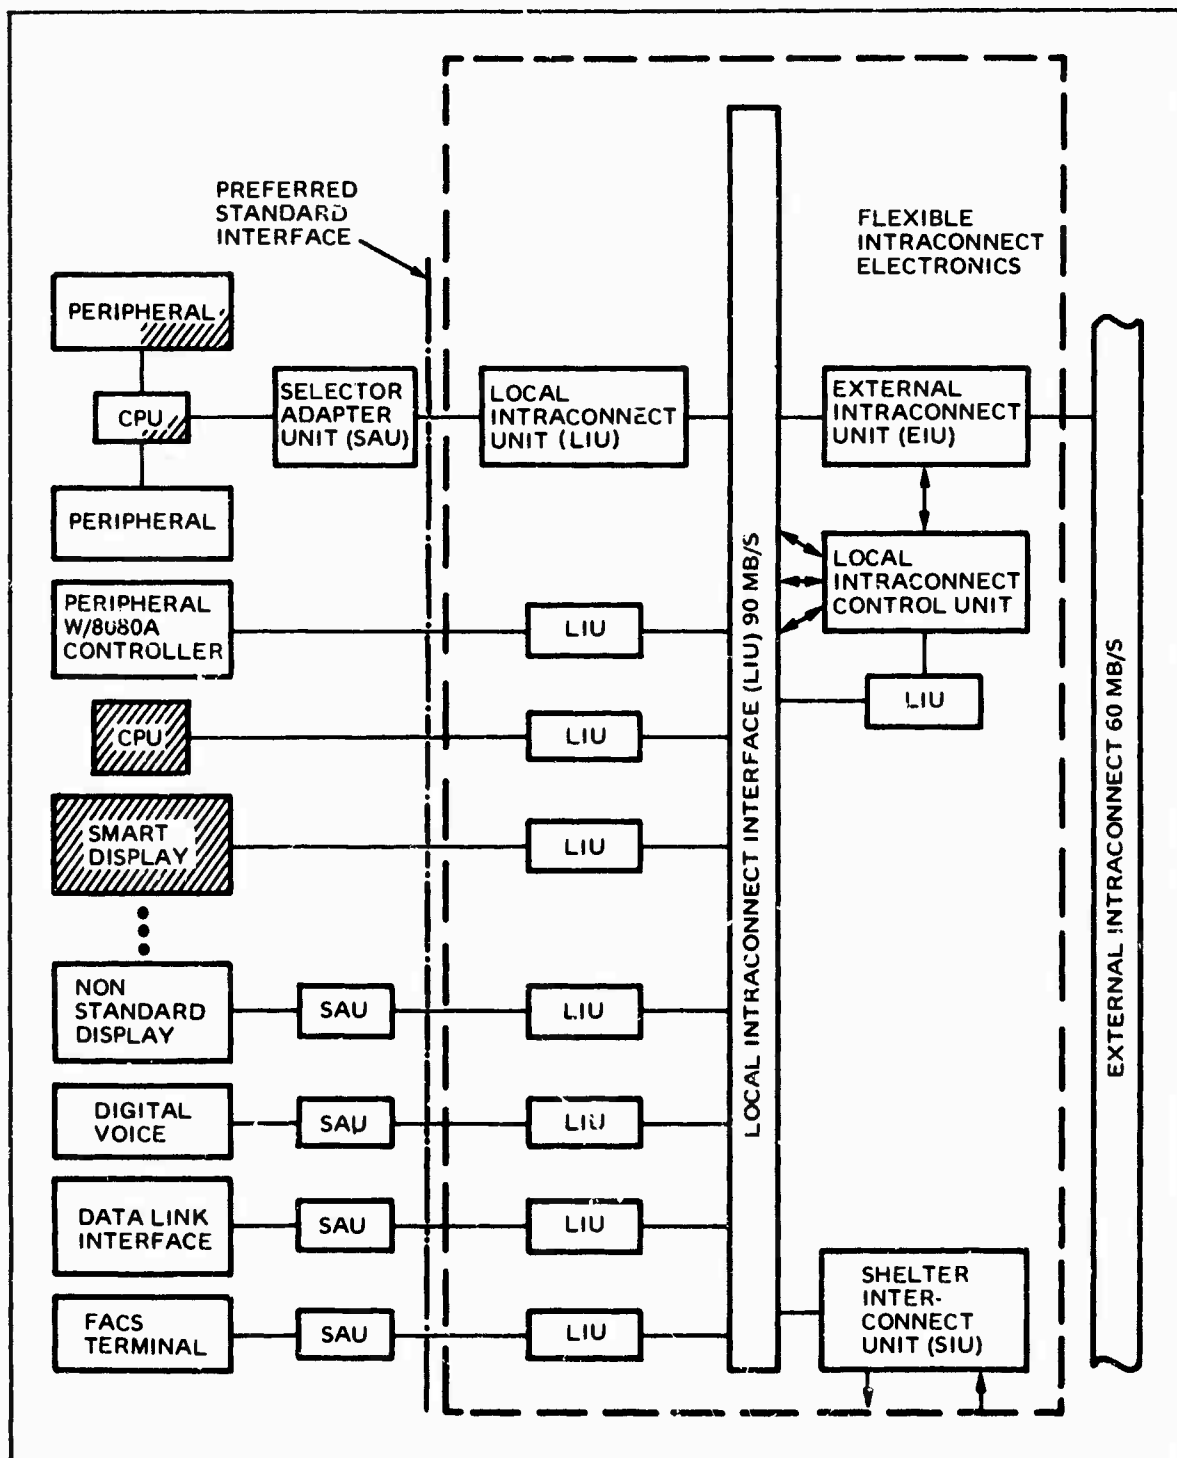 PREFERRED
STANDARD
INTERFACE
FLEXIBLE
INTRACONNECT
ELECTRONICS
PERIPHERAL
CPU
PERIPHERAL
SELECTOR
ADAPTER
UNIT (SAU)
LOCAL
INTRACONNECT
UNIT (LIU)
EXTERNAL
INTRACONNECT
UNIT (EIU)
LOCAL
INTRACONNECT
CONTROL UNIT
LIU
PERIPHERAL
W/8080A
CONTROLLER
LIU
CPU
LIU
SMART
DISPLAY
LIU
NON
STANDARD
DISPLAY
SAU
LIU
DIGITAL
VOICE
SAU
LIU
DATA LINK
INTERFACE
SAU
LIU
FACS
TERMINAL
SAU
LIU
LOCAL INTRACONNECT INTERFACE (LIU) 90 MB/S
SHELTER
INTER-
CONNECT
UNIT (SIU)
EXTERNAL INTRACONNECT 60 MB/S